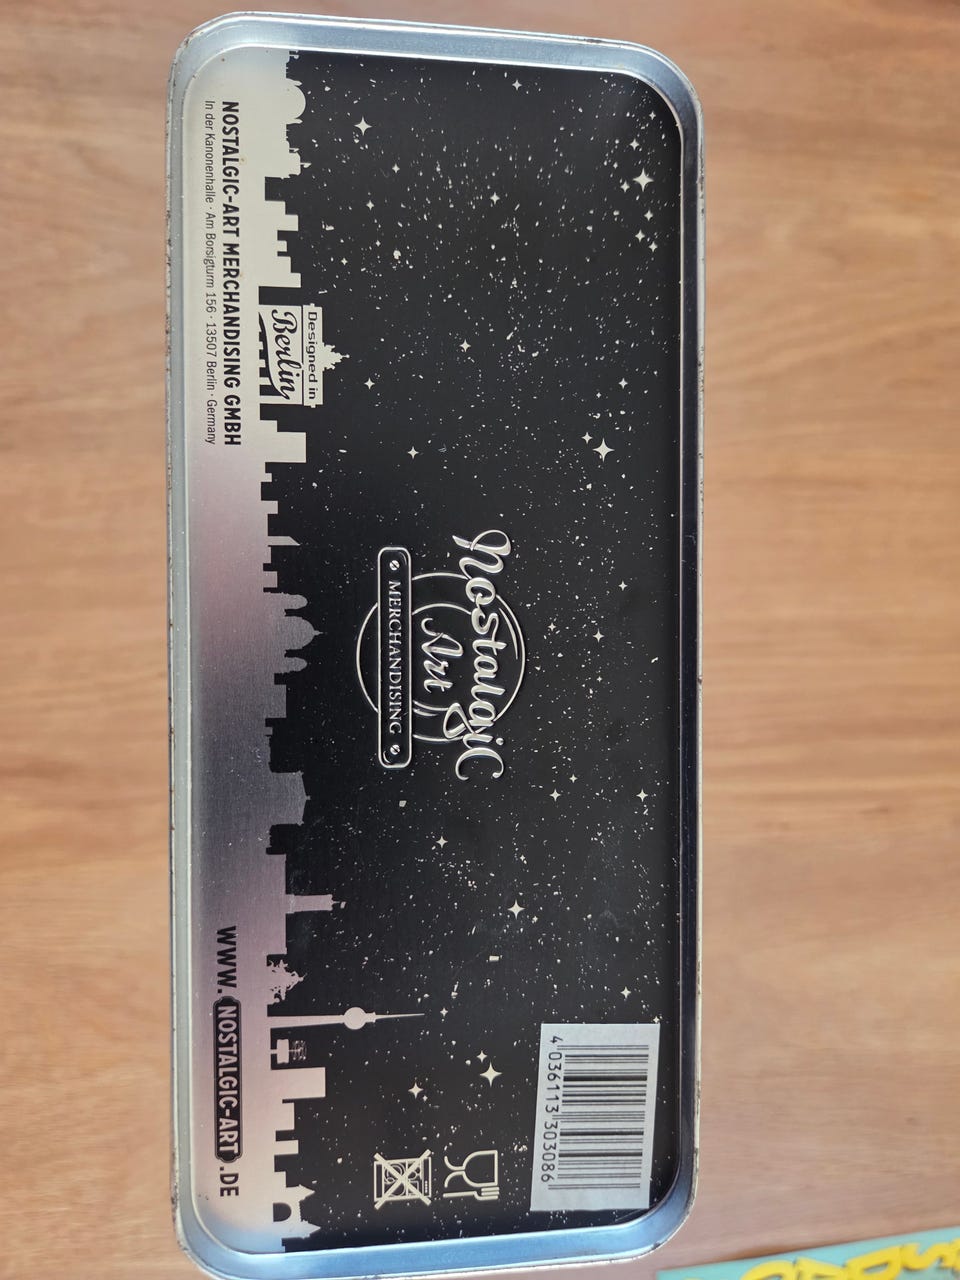 Nostalgic
Art
MERCHANDISING
Designed in
Berlin
NOSTALGIC-ART MERCHANDISING GMBH
In der Kanonenhalle · Am Borsigturm 156 · 13507 Berlin · Germany
WWW.NOSTALGIC-ART.DE
4 036113 303086